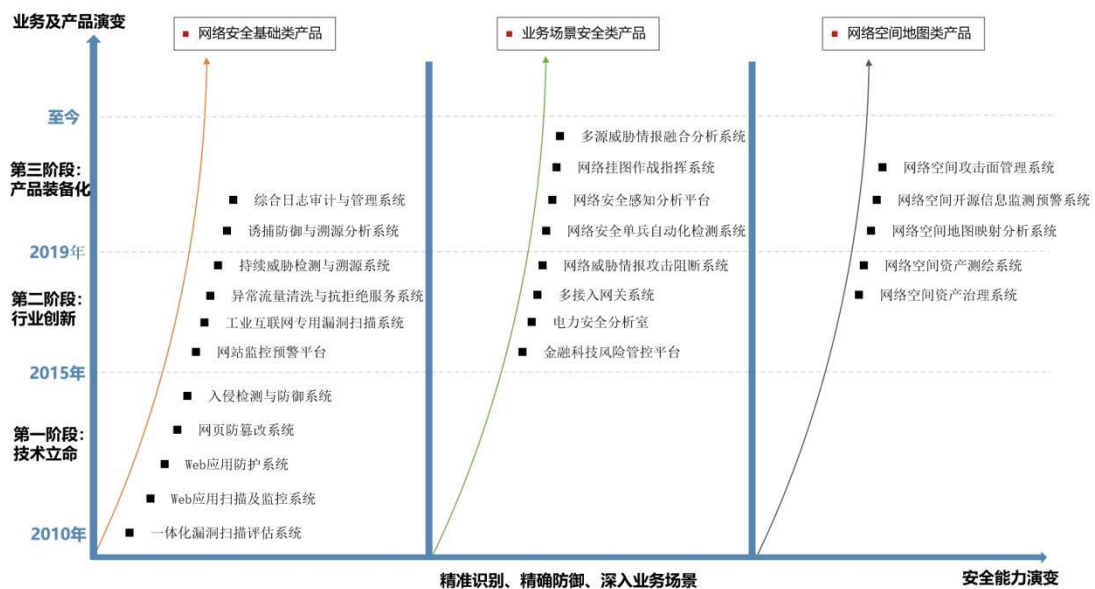 业务及产品演变
网络安全基础类产品
业务场景安全类产品
网络空间地图类产品
至今
第三阶段：
产品装备化
2019年
第二阶段：
行业创新
2015年
第一阶段：
技术立命
2010年
综合日志审计与管理系统
诱捕防御与溯源分析系统
持续威胁检测与溯源系统
异常流量清洗与抗拒绝服务系统
工业互联网专用漏洞扫描系统
网站监控预警平台
入侵检测与防御系统
网页防篡改系统
Web应用防护系统
Web应用扫描及监控系统
一体化漏洞扫描评估系统
多源威胁情报融合分析系统
网络挂图作战指挥系统
网络安全感知分析平台
网络安全单兵自动化检测系统
网络威胁情报攻击阻断系统
多接入网关系统
电力安全分析室
金融科技风险管控平台
网络空间攻击面管理系统
网络空间开源信息监测预警系统
网络空间地图映射分析系统
网络空间资产测绘系统
网络空间资产治理系统
精准识别、精确防御、深入业务场景
安全能力演变